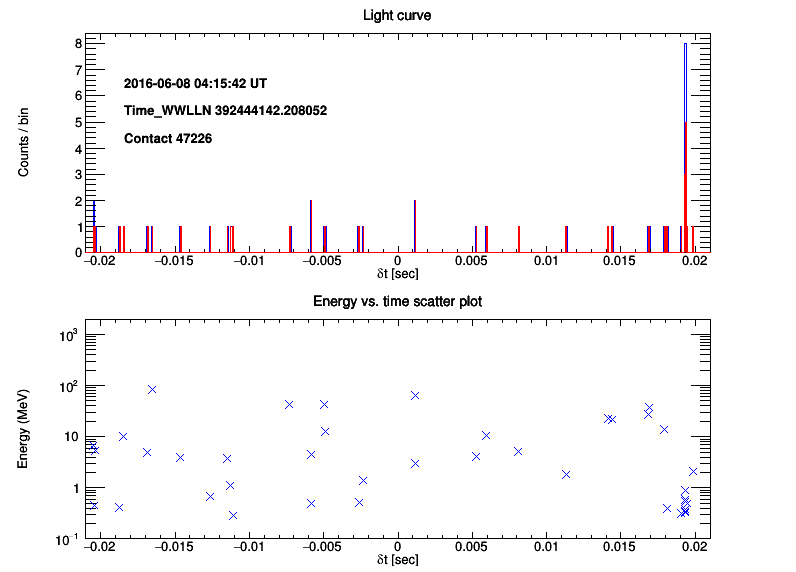 Light curve
Counts / bin
8
7
6
5
4
3
2
1
0
2016-06-08 04:15:42 UT
Time_WWLLN 392444142.208052
Contact 47226
−0.02 −0.015 −0.01 −0.005 0 0.005 0.01 0.015 0.02
δt [sec]
Energy vs. time scatter plot
Energy (MeV)
10³
10²
10
1
10⁻¹
−0.02 −0.015 −0.01 −0.005 0 0.005 0.01 0.015 0.02
δt [sec]